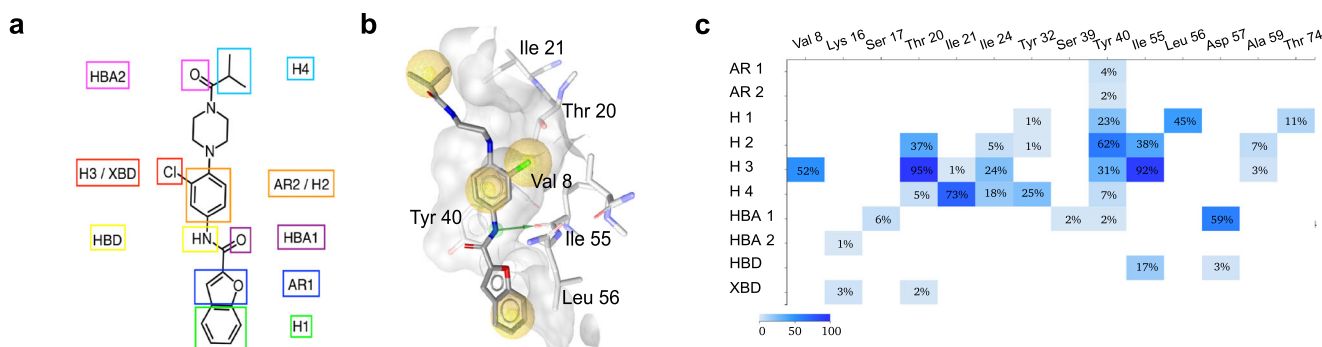 a
HBA2
O
H4
N
N
H3 / XBD
Cl
AR2 / H2
HBD
HN
O
HBA1
O
AR1
H1
b
Ile 21
Thr 20
Val 8
Tyr 40
Ile 55
Leu 56
c
Val 8 Lys 16 Ser 17 Thr 20 Ile 21 Ile 24 Tyr 32 Ser 39 Tyr 40 Ile 55 Leu 56 Asp 57 Ala 59 Thr 74
AR 1 4%
AR 2 2%
H 1 1% 23% 45% 11%
H 2 37% 5% 1% 62% 38% 7%
H 3 52% 95% 1% 24% 31% 92% 3%
H 4 5% 73% 18% 25% 7%
HBA 1 6% 2% 2% 59%
HBA 2 1%
HBD 17% 3%
XBD 3% 2%
0 50 100